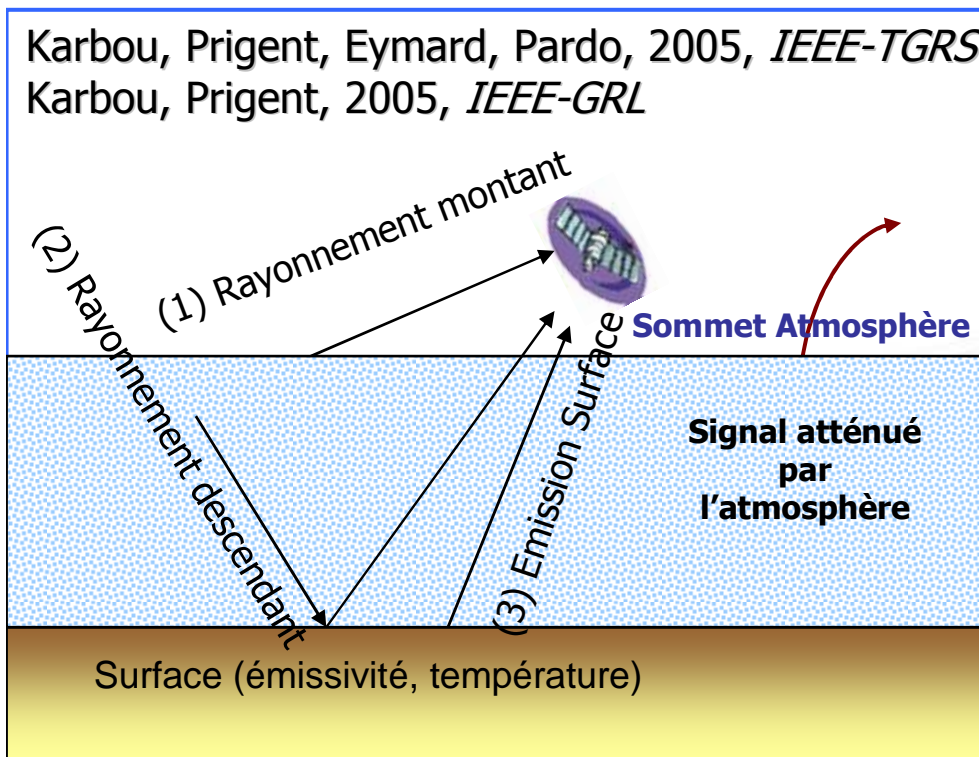 Karbou, Prigent, Eymard, Pardo, 2005, IEEE-TGRS
Karbou, Prigent, 2005, IEEE-GRL
(1) Rayonnement montant
(2) Rayonnement descendant
(3) Emission Surface
Sommet Atmosphère
Signal atténué
par
l'atmosphère
Surface (émissivité, température)